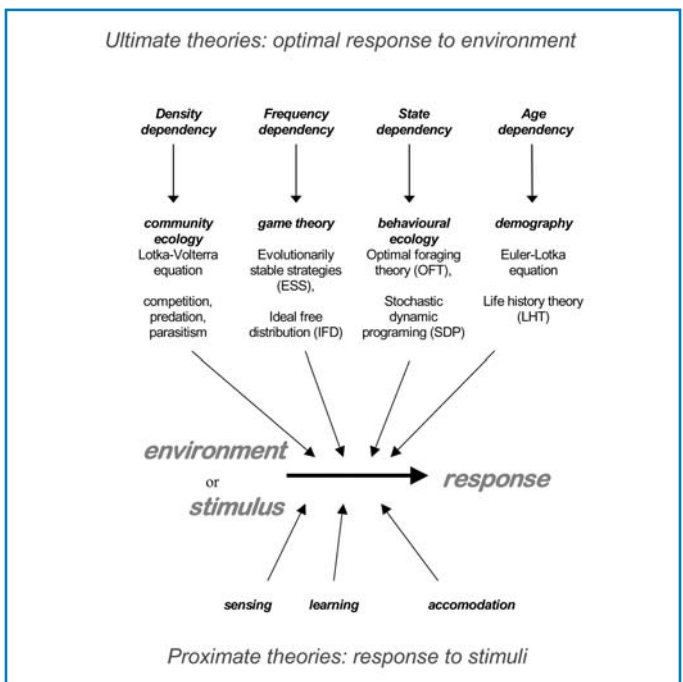 Ultimate theories: optimal response to environment
Density
dependency
Frequency
dependency
State
dependency
Age
dependency
community
ecology
Lotka-Volterra
equation
competition,
predation,
parasitism
game theory
Evolutionarily
stable strategies
(ESS),
Ideal free
distribution (IFD)
behavioural
ecology
Optimal foraging
theory (OFT),
Stochastic
dynamic
programing (SDP)
demography
Euler-Lotka
equation
Life history theory
(LHT)
environment
or
stimulus
response
sensing
learning
accomodation
Proximate theories: response to stimuli